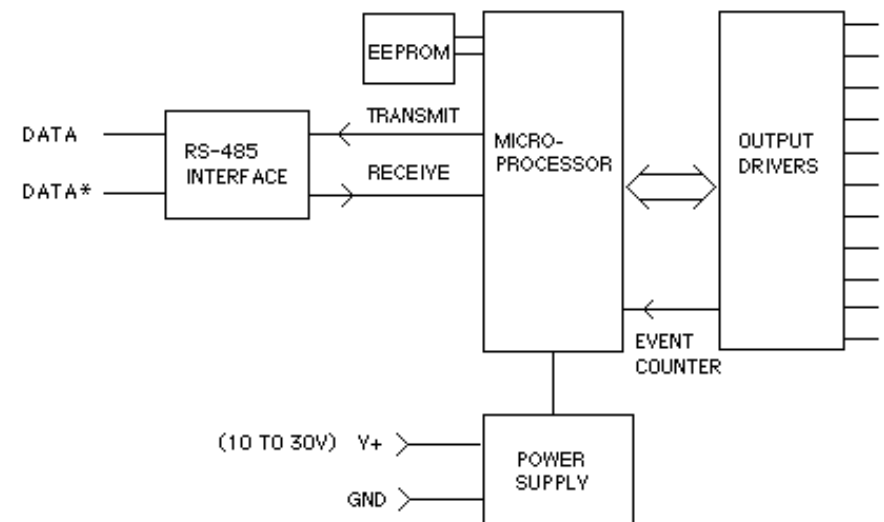 EEPROM
TRANSMIT
DATA
RS-485
INTERFACE
MICRO-
PROCESSOR
OUTPUT
DRIVERS
RECEIVE
DATA*
EVENT
COUNTER
(10 TO 30V) V+
POWER
SUPPLY
GND